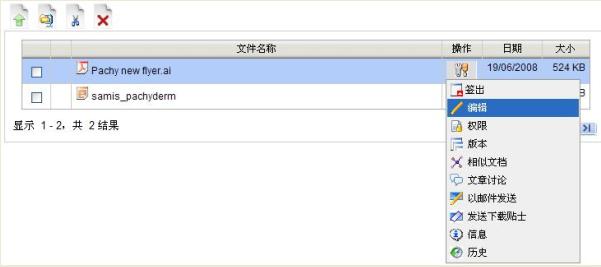 文件名称 操作 日期 大小
Pachy new flyer.ai 19/06/2008 524 KB
samis_pachyderm B
显示 1 - 2, 共 2 结果
签出
编辑
权限
版本
相似文档
文章讨论
以邮件发送
发送下载贴士
信息
历史